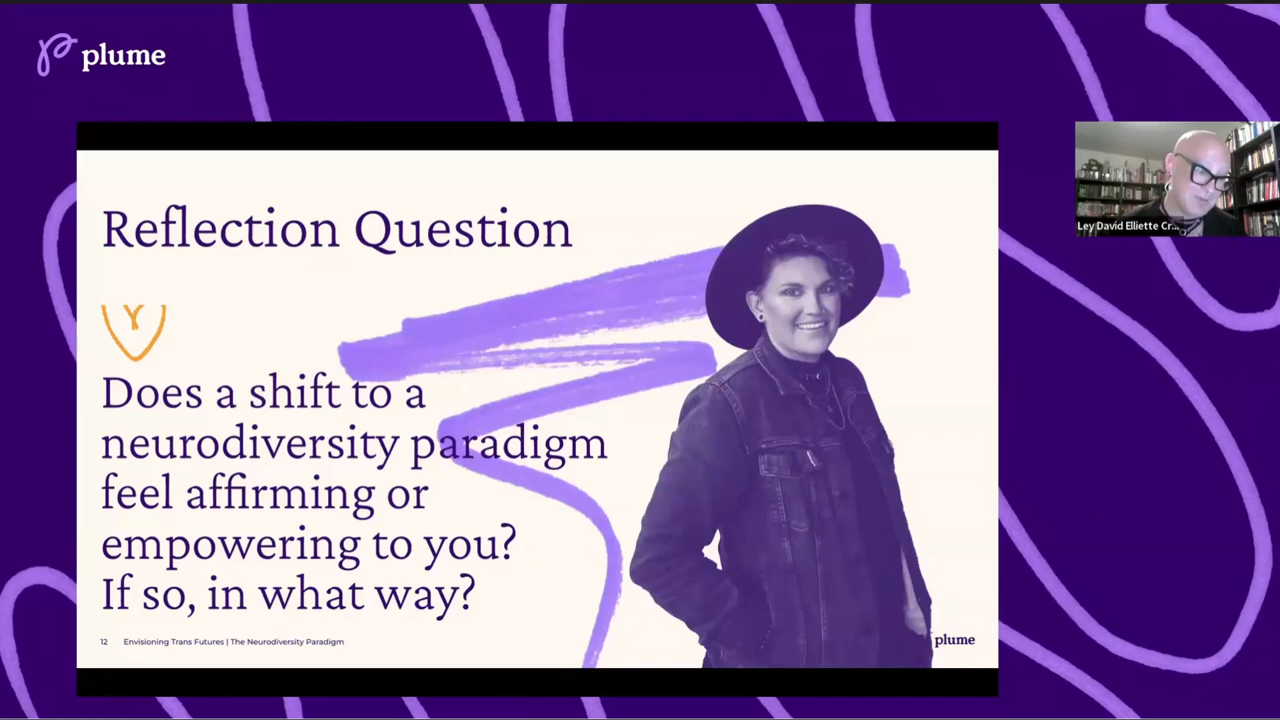 plume
Reflection Question
Does a shift to a
neurodiversity paradigm
feel affirming or
empowering to you?
If so, in what way?
12 Envisioning Trans Futures | The Neurodiversity Paradigm
plume
Ley David Elliette Cr...